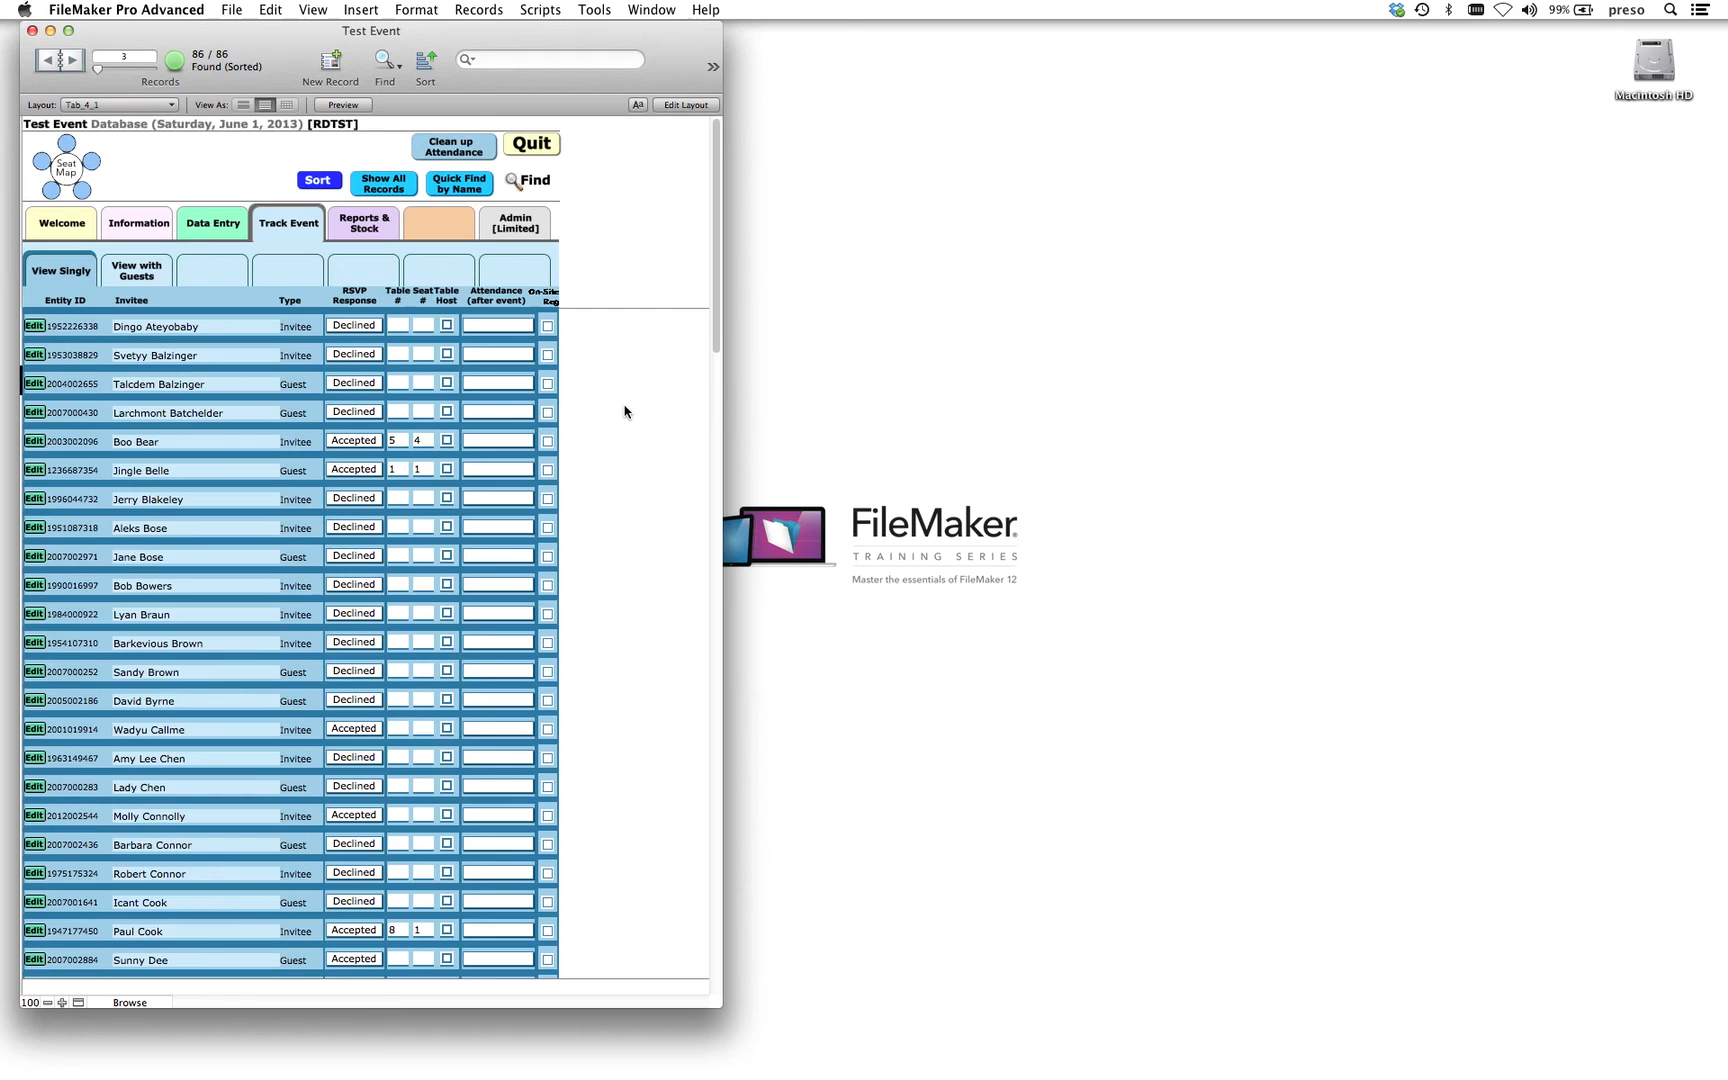 FileMaker Pro Advanced File Edit View Insert Format Records Scripts Tools Window Help 99% preso
Test Event
3
86 / 86
Found (Sorted)
Records New Record Find Sort
Layout: Tab_4_1 View As: Preview Aa Edit Layout
Test Event Database (Saturday, June 1, 2013) [RDTST]
Seat
Map
Clean up
Attendance
Quit
Sort
Show All
Records
Quick Find
by Name
Find
Welcome
Information
Data Entry
Track Event
Reports &
Stock
Admin
[Limited]
View Singly
View with
Guests
Entity ID
Invitee
Type
RSVP
Response
Table
#
Seat
#
Table
Host
Attendance
(after event)
Edit 1952226338 Dingo Ateyobaby Invitee Declined
Edit 1953038829 Svetyy Balzinger Invitee Declined
Edit 2004002655 Talcdem Balzinger Guest Declined
Edit 2007000430 Larchmont Batchelder Guest Declined
Edit 2003002096 Boo Bear Invitee Accepted 5 4
Edit 1236687354 Jingle Belle Guest Accepted 1 1
Edit 1996044732 Jerry Blakeley Invitee Declined
Edit 1951087318 Aleks Bose Invitee Declined
Edit 2007002971 Jane Bose Guest Declined
Edit 1990016997 Bob Bowers Invitee Declined
Edit 1984000922 Lyan Braun Invitee Declined
Edit 1954107310 Barkevious Brown Invitee Declined
Edit 2007000252 Sandy Brown Guest Declined
Edit 2005002186 David Byrne Guest Declined
Edit 2001019914 Wadyu Callme Invitee Accepted
Edit 1963149467 Amy Lee Chen Invitee Declined
Edit 2007000283 Lady Chen Guest Declined
Edit 2012002544 Molly Connolly Invitee Accepted
Edit 2007002436 Barbara Connor Guest Declined
Edit 1975175324 Robert Connor Invitee Declined
Edit 2007001641 Icant Cook Guest Declined
Edit 1947177450 Paul Cook Invitee Accepted 8 1
Edit 2007002884 Sunny Dee Guest Accepted
100 Browse
Macintosh HD
FileMaker
TRAINING SERIES
Master the essentials of FileMaker 12